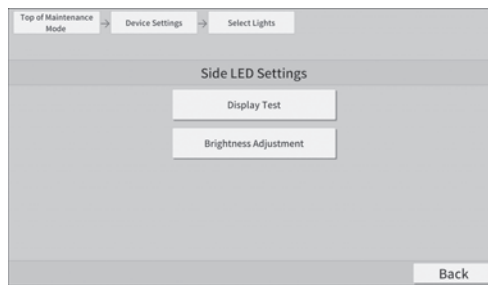 Top of Maintenance
Mode
→
Device Settings
→
Select Lights
Side LED Settings
Display Test
Brightness Adjustment
Back